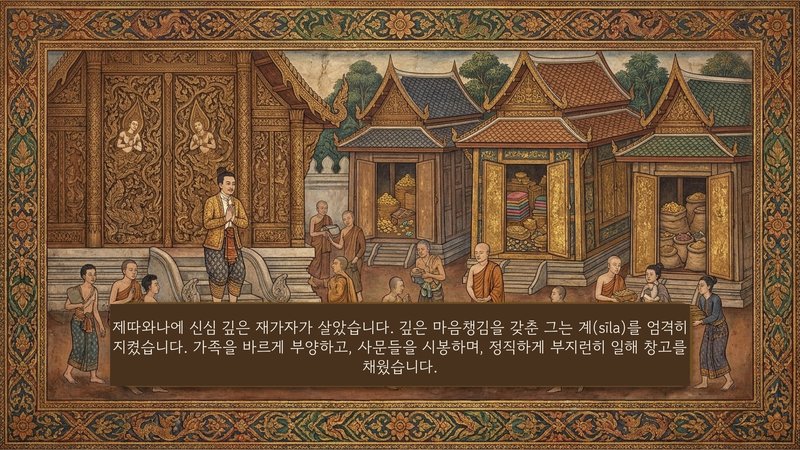 제따와나에 신심 깊은 재가자가 살았습니다. 깊은 마음챙김을 갖춘 그는 계(sīla)를 엄격히
지켰습니다. 가족을 바르게 부양하고, 사문들을 시봉하며, 정직하게 부지런히 일해 창고를
채웠습니다.